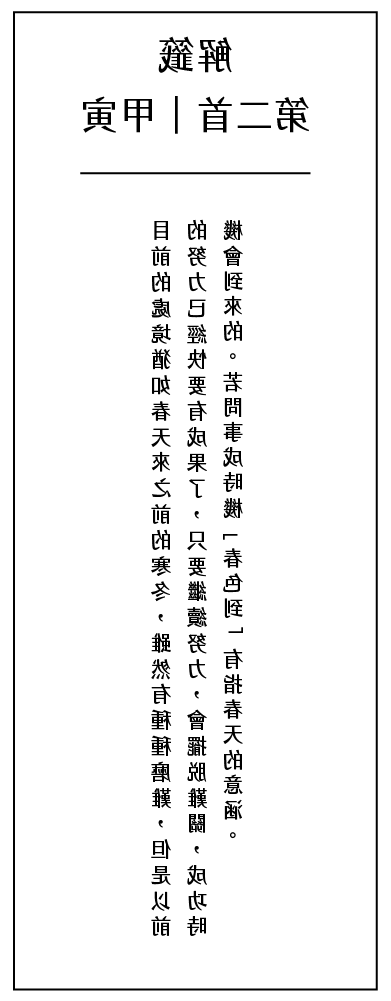 解籤
第二首｜甲寅
目前的處境猶如春天來之前的寒冬，雖然有種種磨難，但是以前
的努力已經快要有成果了，只要繼續努力，會擺脫難關，成功時
機會到來的。若問事成時機「春色到」有指春天的意涵。